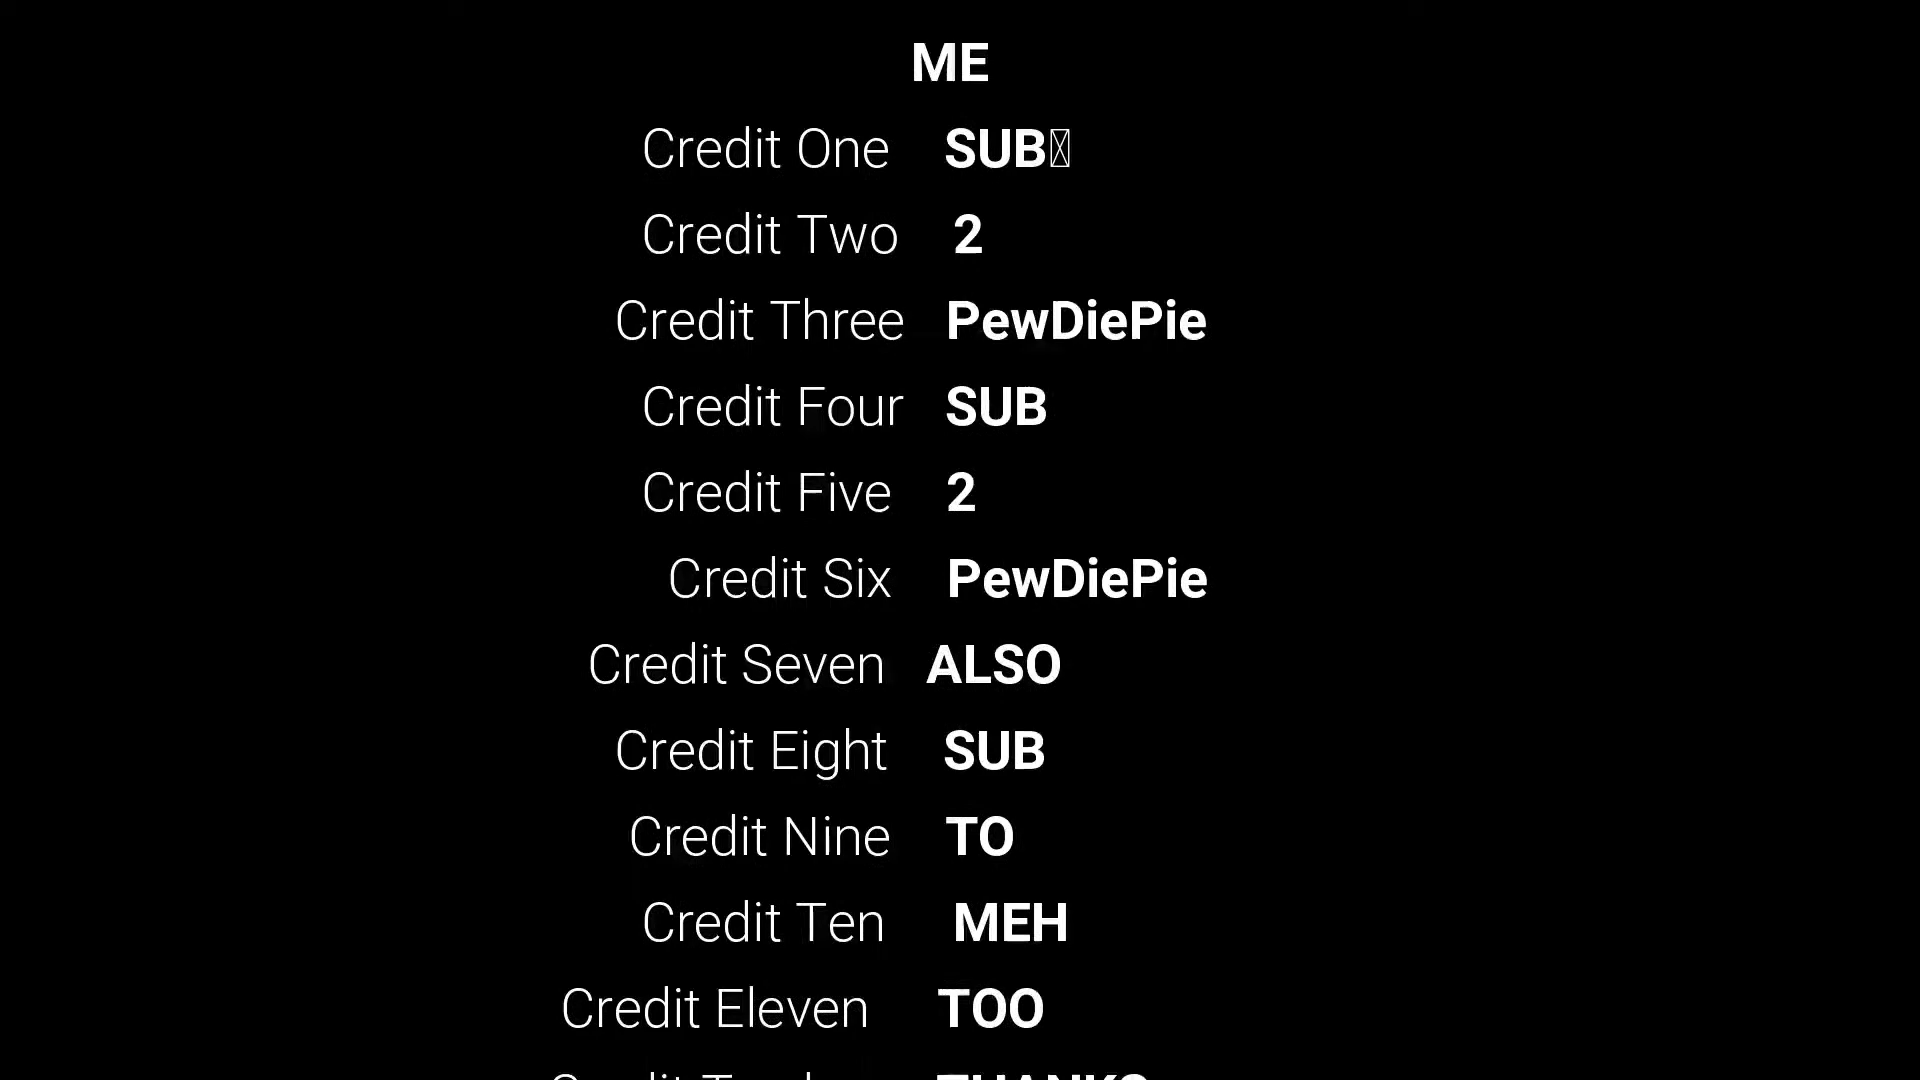 ME
Credit One SUB
Credit Two 2
Credit Three PewDiePie
Credit Four SUB
Credit Five 2
Credit Six PewDiePie
Credit Seven ALSO
Credit Eight SUB
Credit Nine TO
Credit Ten MEH
Credit Eleven TOO